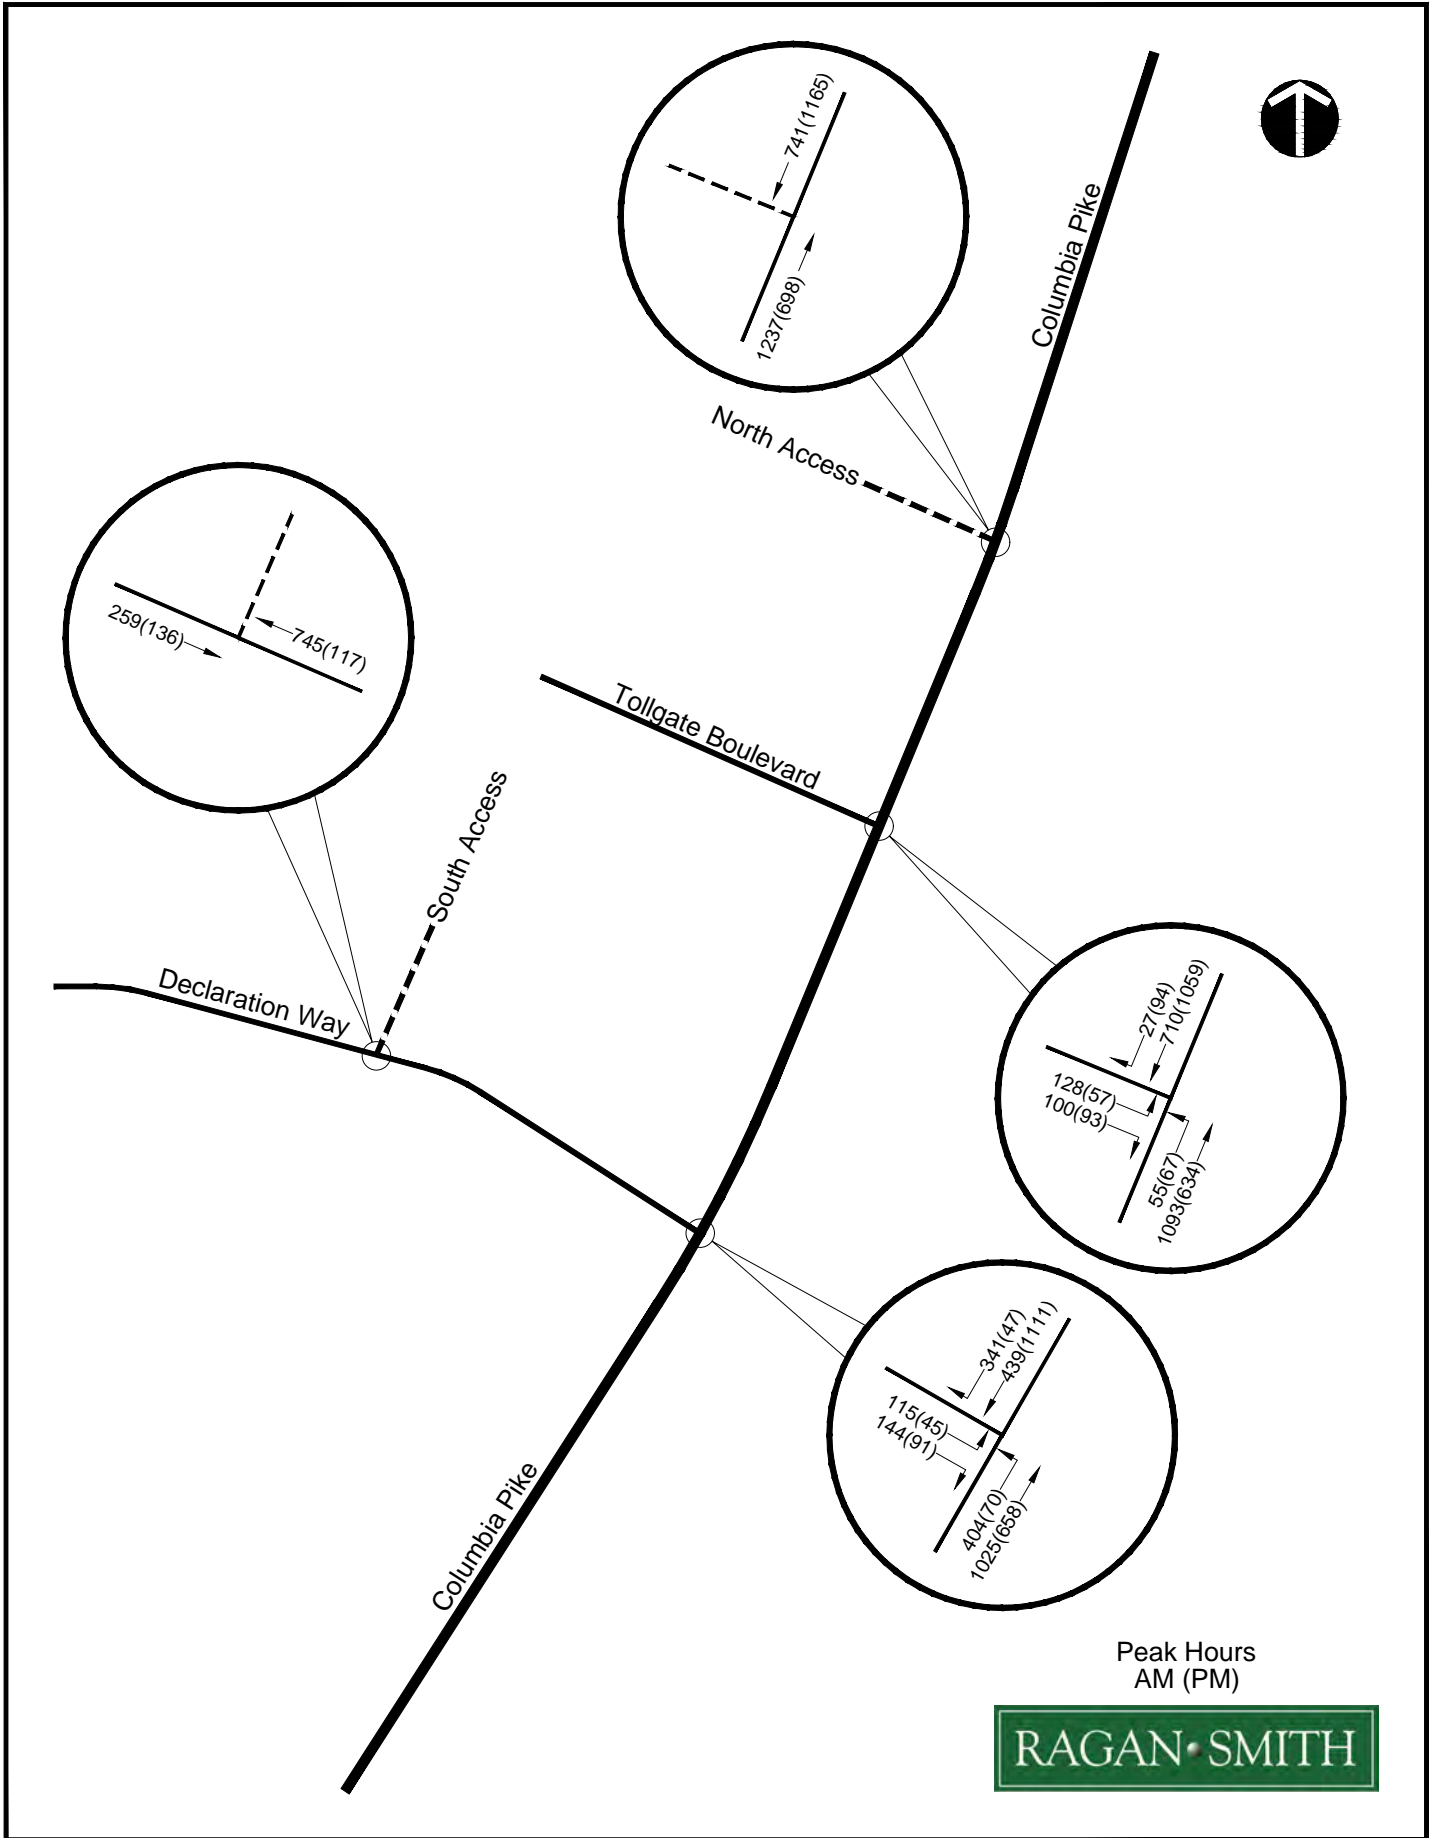 741(1165)
1237(698)
Columbia Pike
North Access
259(136)
745(117)
Tollgate Boulevard
South Access
Declaration Way
27(94)
710(1059)
128(57)
100(93)
55(67)
1093(634)
341(47)
439(1111)
115(45)
144(91)
404(70)
1025(658)
Columbia Pike
Peak Hours
AM (PM)
RAGAN SMITH